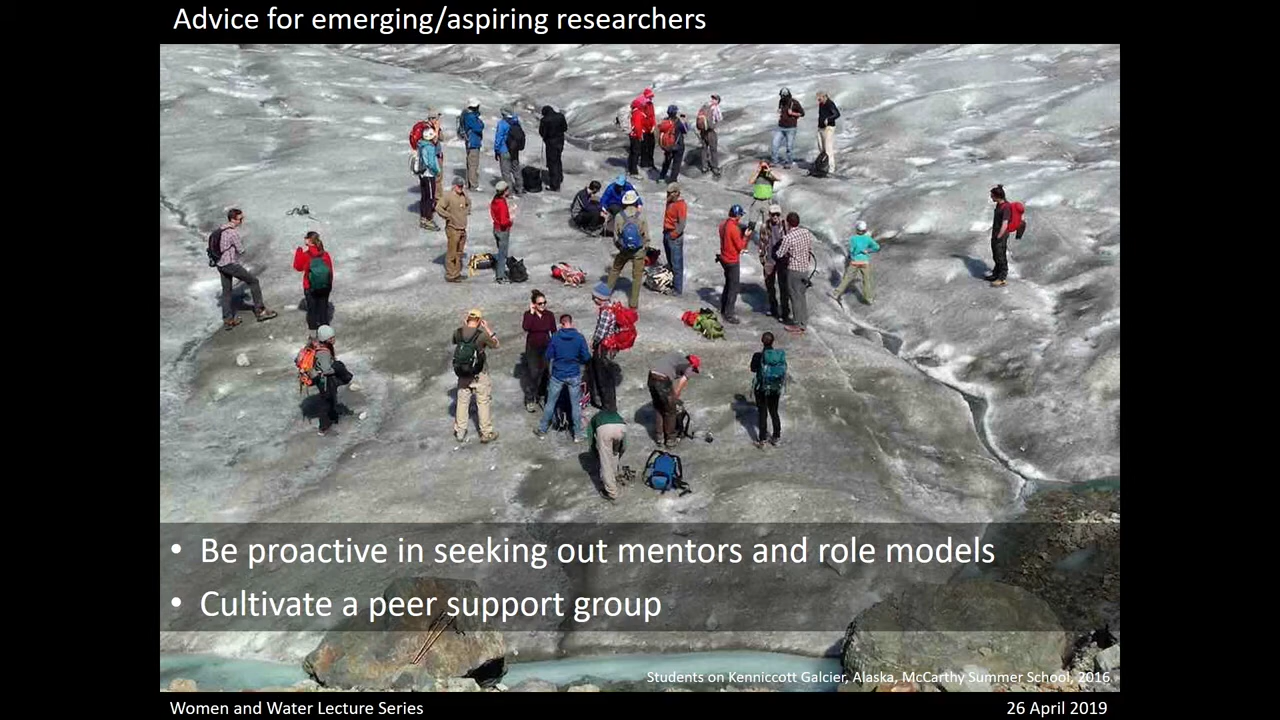 Advice for emerging/aspiring researchers
• Be proactive in seeking out mentors and role models
• Cultivate a peer support group
Students on Kenniccott Galcier, Alaska, McCarthy Summer School, 2016
Women and Water Lecture Series
26 April 2019